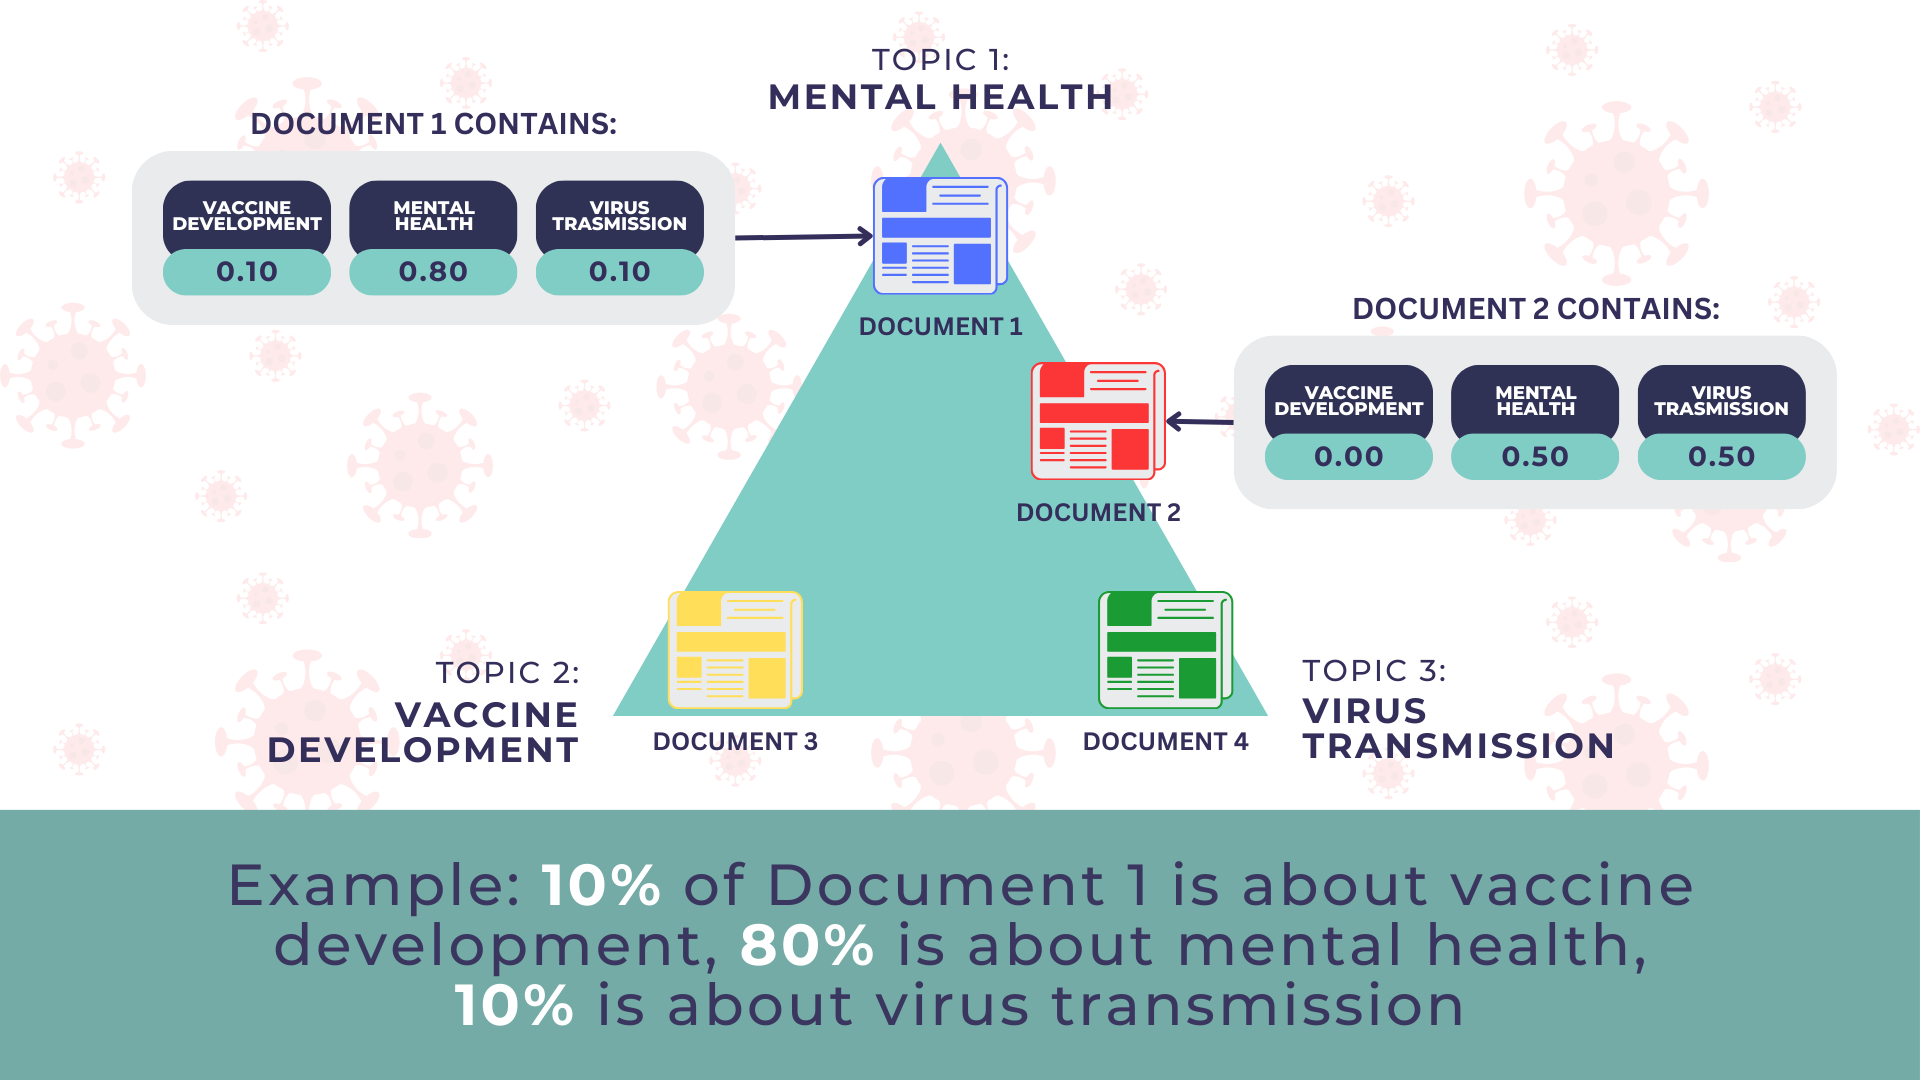 TOPIC 1:
MENTAL HEALTH
DOCUMENT 1 CONTAINS:
VACCINE
DEVELOPMENT
0.10
MENTAL
HEALTH
0.80
VIRUS
TRASMISSION
0.10
DOCUMENT 1
DOCUMENT 2 CONTAINS:
VACCINE
DEVELOPMENT
0.00
MENTAL
HEALTH
0.50
VIRUS
TRASMISSION
0.50
DOCUMENT 2
TOPIC 2:
VACCINE
DEVELOPMENT
DOCUMENT 3
DOCUMENT 4
TOPIC 3:
VIRUS
TRANSMISSION
Example: 10% of Document 1 is about vaccine
development, 80% is about mental health,
10% is about virus transmission